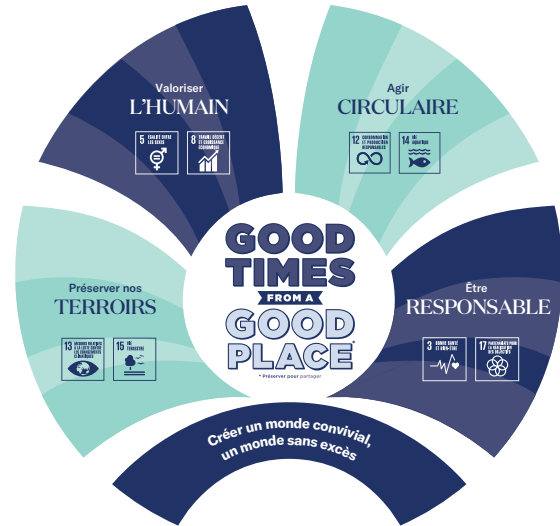 Valoriser
L'HUMAIN
5 ÉGALITÉ ENTRE
LES SEXES
8 TRAVAIL DÉCENT
ET CROISSANCE
ÉCONOMIQUE
Agir
CIRCULAIRE
12 CONSOMMATION
ET PRODUCTION
RESPONSABLES
14 VIE
AQUATIQUE
Préserver nos
TERROIRS
13 MESURES RELATIVES
À LA LUTTE CONTRE
LES CHANGEMENTS
CLIMATIQUES
15 VIE
TERRESTRE
GOOD
TIMES
FROM A
GOOD
PLACE*
* Préserver pour partager
Être
RESPONSABLE
3 BONNE SANTÉ
ET BIEN-ÊTRE
17 PARTENARIATS POUR
LA RÉALISATION
DES OBJECTIFS
Créer un monde convivial,
un monde sans excès